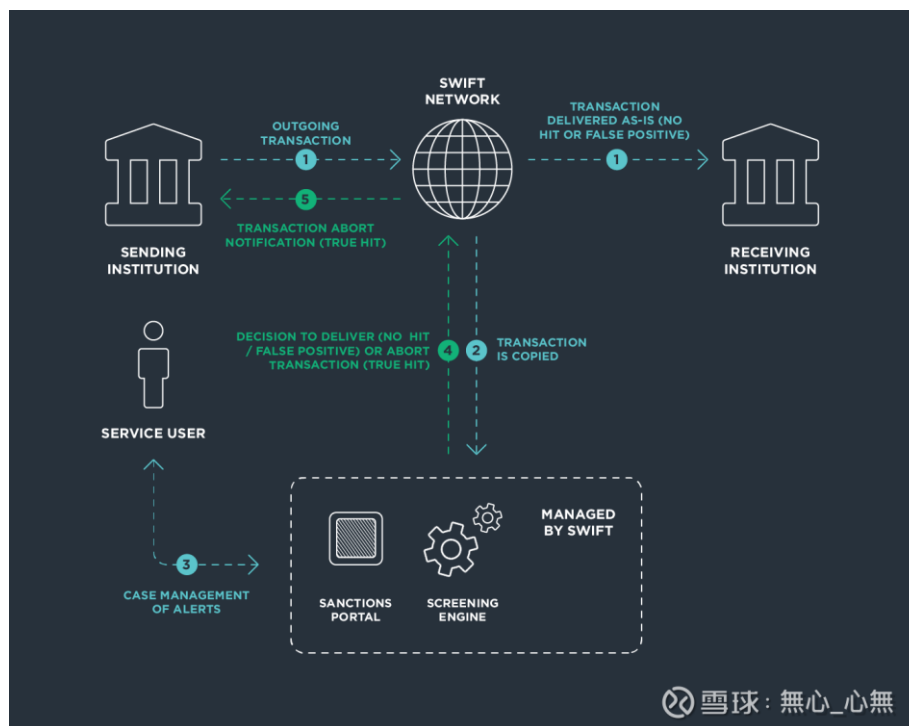 SWIFT
NETWORK
OUTGOING
TRANSACTION
1
TRANSACTION
DELIVERED AS-IS (NO
HIT OR FALSE POSITIVE)
1
5
TRANSACTION ABORT
NOTIFICATION (TRUE HIT)
SENDING
INSTITUTION
RECEIVING
INSTITUTION
DECISION TO DELIVER (NO HIT
/ FALSE POSITIVE) OR ABORT
TRANSACTION (TRUE HIT)
4
2
TRANSACTION
IS COPIED
SERVICE USER
3
CASE MANAGEMENT
OF ALERTS
MANAGED
BY SWIFT
SANCTIONS
PORTAL
SCREENING
ENGINE
雪球：無心_心無